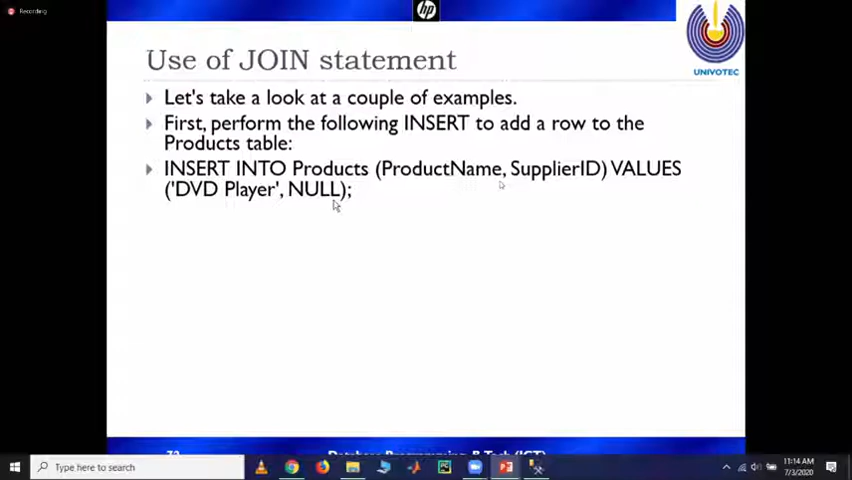 Recording
hp
Use of JOIN statement
UNIVOTEC
Let's take a look at a couple of examples.
First, perform the following INSERT to add a row to the
Products table:
INSERT INTO Products (ProductName, SupplierID) VALUES
('DVD Player', NULL);
72
Database Programming, B.Tech (ICT)
Type here to search
11:14 AM
7/3/2020